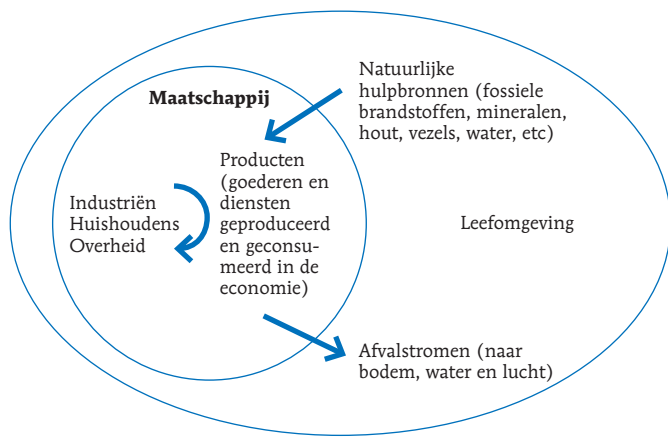 Natuurlijke
hulpbronnen (fossiele
brandstoffen, mineralen,
hout, vezels, water, etc)
Maatschappij
Producten
(goederen en
diensten
geproduceerd
en geconsu-
meerd in de
economie)
Industriën
Huishoudens
Overheid
Leefomgeving
Afvalstromen (naar
bodem, water en lucht)